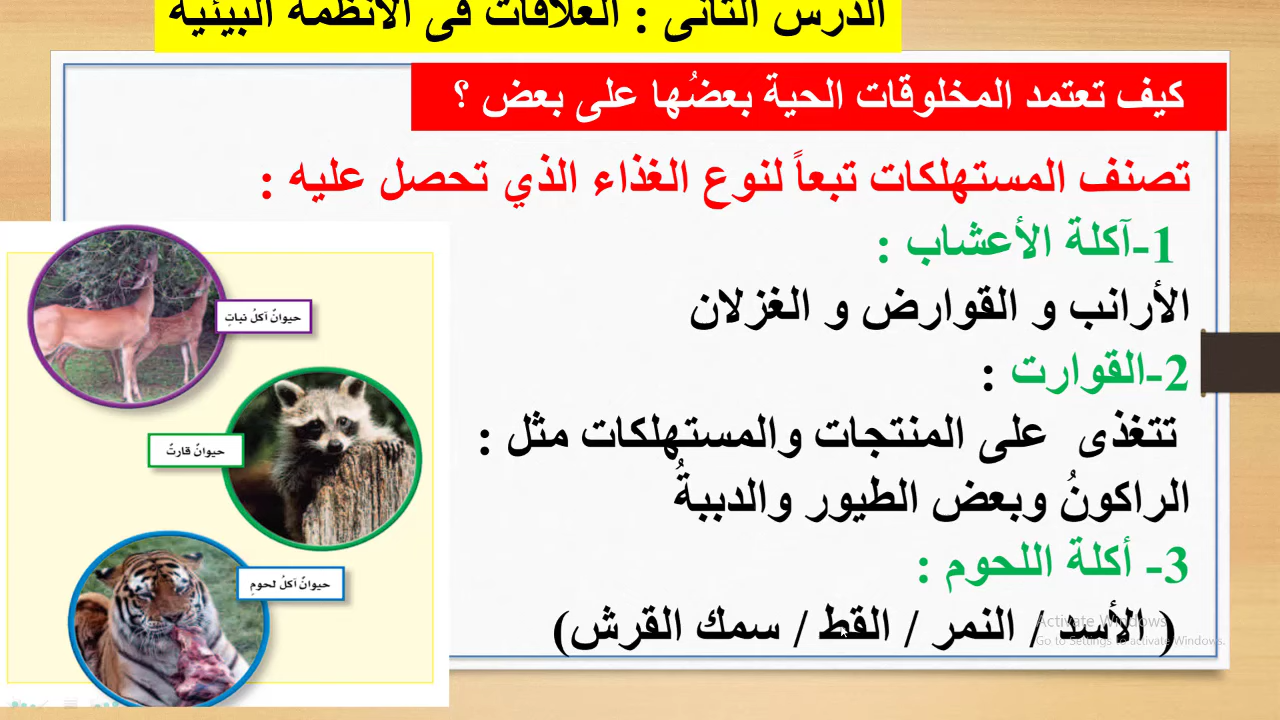 الدرس الثانى : العلاقات فى الأنظمة البيئية
كيف تعتمد المخلوقات الحية بعضُها على بعض ؟
تصنف المستهلكات تبعاً لنوع الغذاء الذي تحصل عليه :
1-آكلة الأعشاب :
الأرانب و القوارض و الغزلان
2-القوارت :
تتغذى على المنتجات والمستهلكات مثل :
الراكونُ وبعض الطيور والدببةُ
3- أكلة اللحوم :
( الأسد / النمر / القط / سمك القرش)
حيوانٌ آكلُ نباتٍ
حيوانٌ قارتٌ
حيوانٌ آكلُ لحومٍ
Activate Windows
Go to Settings to activate Windows.